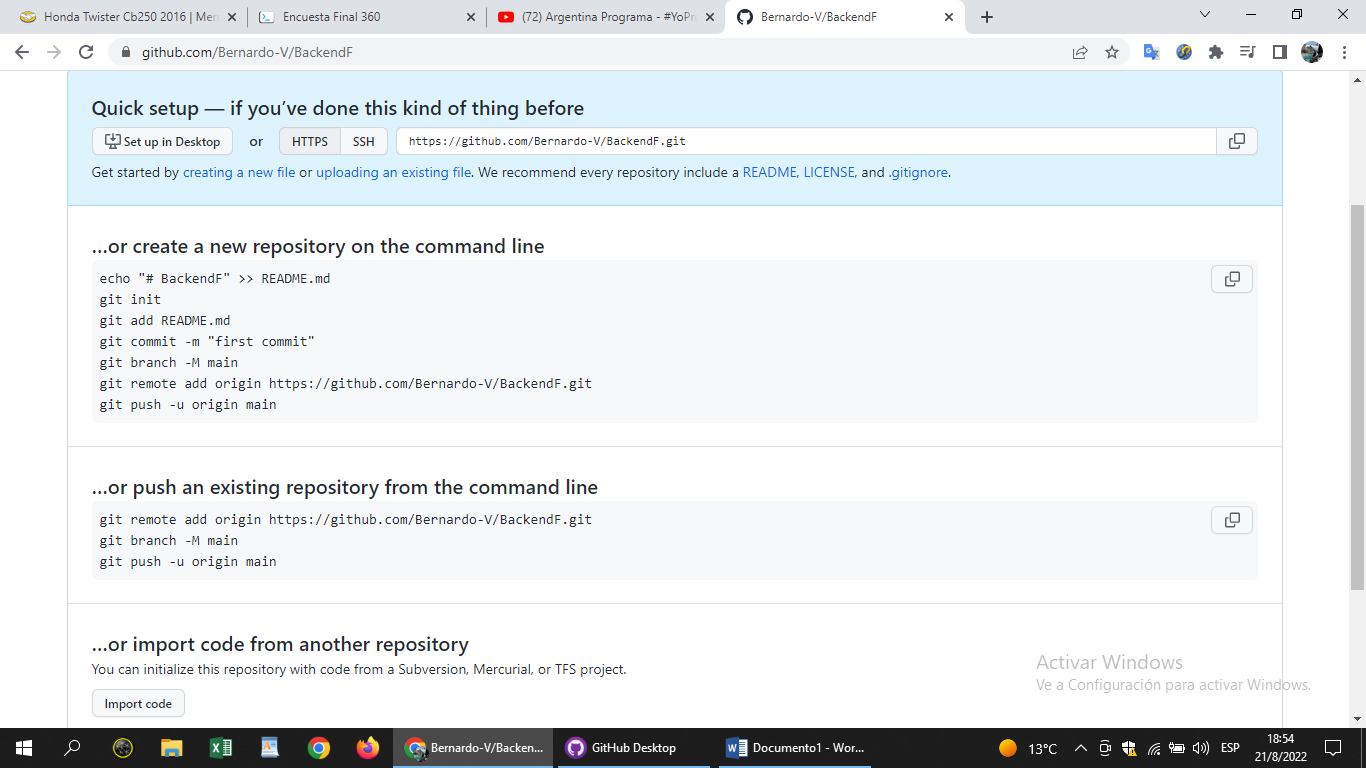 Honda Twister Cb250 2016 | Mer
Encuesta Final 360
(72) Argentina Programa - #YoPr
Bernardo-V/BackendF
github.com/Bernardo-V/BackendF
Quick setup — if you’ve done this kind of thing before
Set up in Desktop or HTTPS SSH https://github.com/Bernardo-V/BackendF.git
Get started by creating a new file or uploading an existing file. We recommend every repository include a README, LICENSE, and .gitignore.
…or create a new repository on the command line
echo "# BackendF" >> README.md
git init
git add README.md
git commit -m "first commit"
git branch -M main
git remote add origin https://github.com/Bernardo-V/BackendF.git
git push -u origin main
…or push an existing repository from the command line
git remote add origin https://github.com/Bernardo-V/BackendF.git
git branch -M main
git push -u origin main
…or import code from another repository
You can initialize this repository with code from a Subversion, Mercurial, or TFS project.
Import code
Activar Windows
Ve a Configuración para activar Windows.
Bernardo-V/Backen...
GitHub Desktop
Documento1 - Wor...
13°C
ESP
18:54
21/8/2022